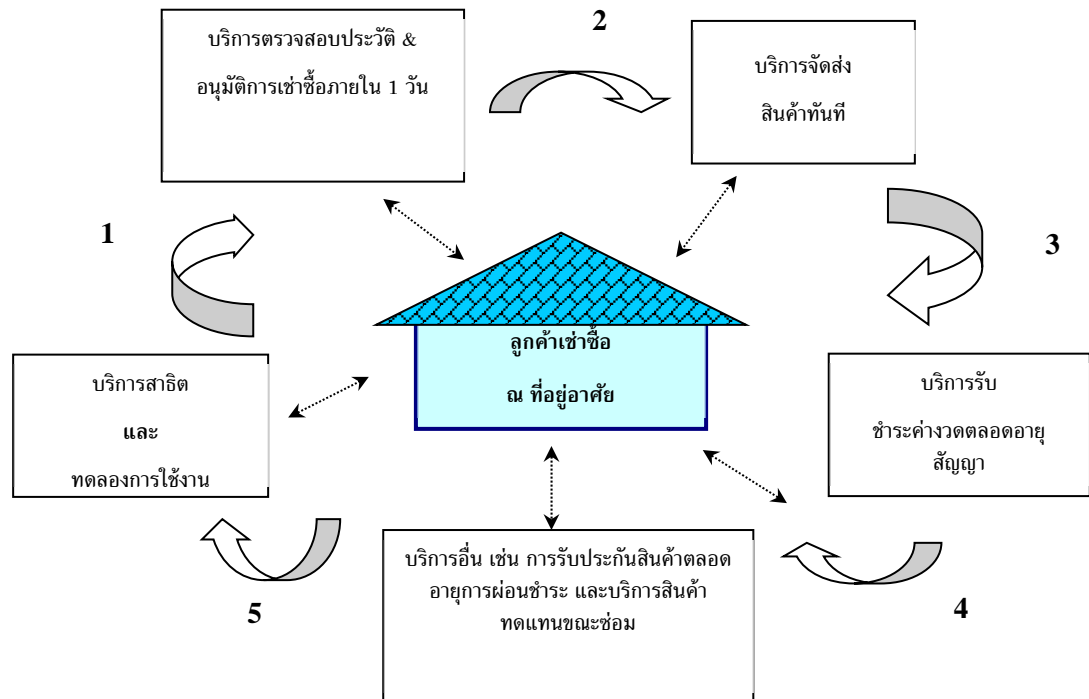 บริการตรวจสอบประวัติ &
อนุมัติการเช่าซื้อภายใน 1 วัน
2
บริการจัดส่ง
สินค้าทันที
1
3
ลูกค้าเช่าซื้อ
ณ ที่อยู่อาศัย
บริการสาธิต
และ
ทดลองการใช้งาน
บริการรับ
ชำระค่างวดตลอดอายุ
สัญญา
บริการอื่น เช่น การรับประกันสินค้าตลอด
อายุการผ่อนชำระ และบริการสินค้า
ทดแทนขณะซ่อม
5
4